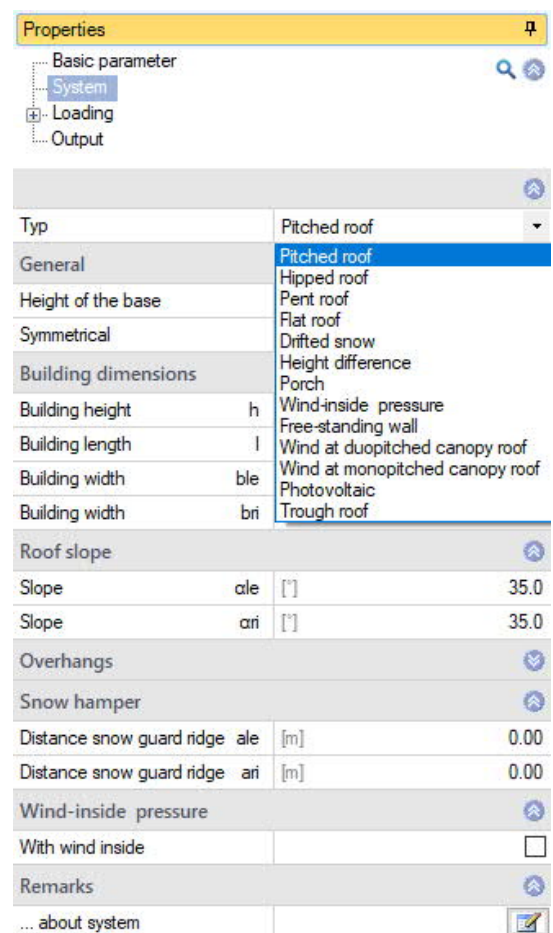 Properties
Basic parameter
System
Loading
Output
Typ Pitched roof
Pitched roof
Hipped roof
Pent roof
Flat roof
Drifted snow
Height difference
Porch
Wind-inside pressure
Free-standing wall
Wind at duopitched canopy roof
Wind at monopitched canopy roof
Photovoltaic
Trough roof
General
Height of the base
Symmetrical
Building dimensions
Building height h
Building length l
Building width ble
Building width bri
Roof slope
Slope αle [°] 35.0
Slope αri [°] 35.0
Overhangs
Snow hamper
Distance snow guard ridge ale [m] 0.00
Distance snow guard ridge ari [m] 0.00
Wind-inside pressure
With wind inside
Remarks
... about system